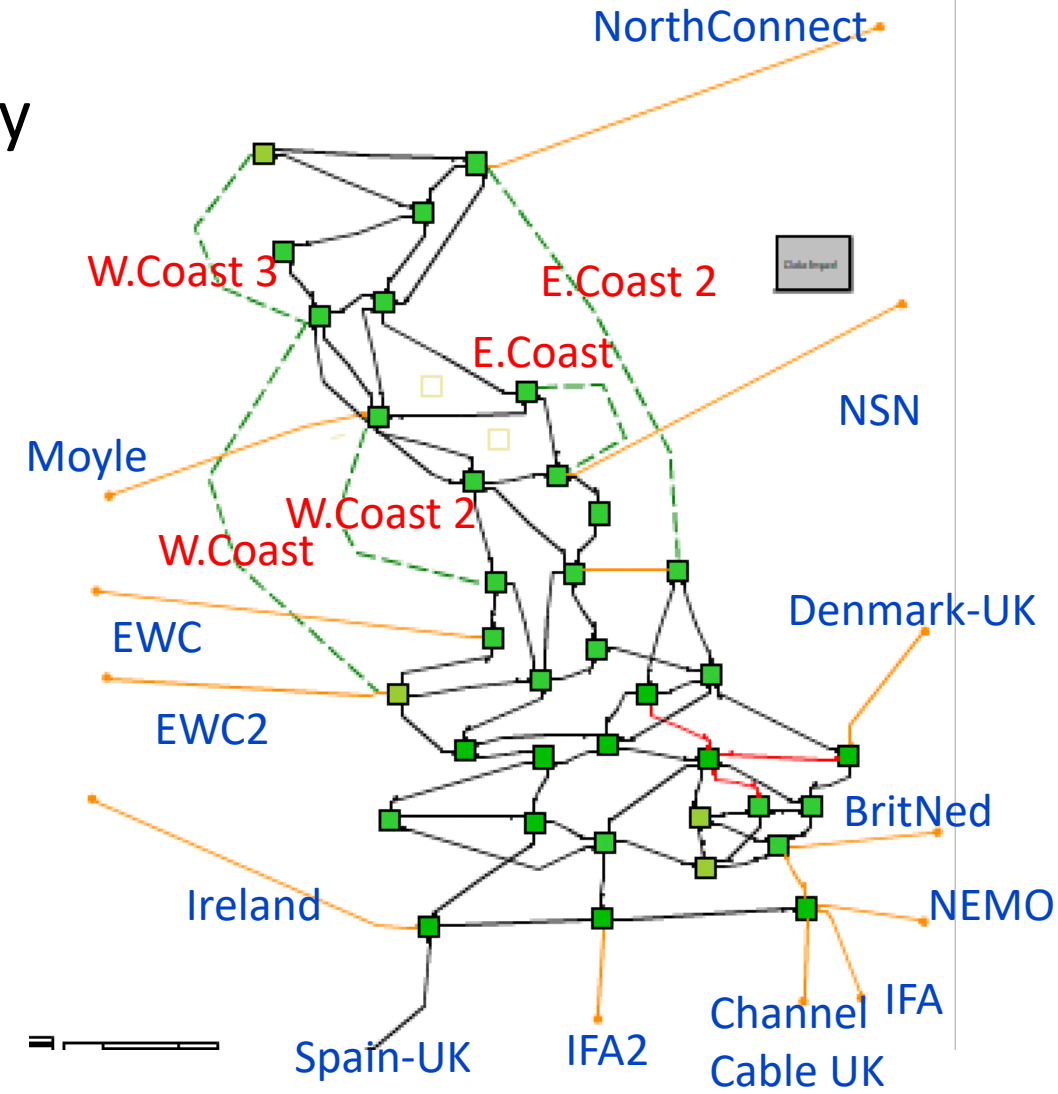 NorthConnect
y
W.Coast 3
E.Coast 2
E.Coast
NSN
Moyle
W.Coast 2
W.Coast
Denmark-UK
EWC
EWC2
BritNed
Ireland
NEMO
IFA
Channel
Cable UK
IFA2
Spain-UK